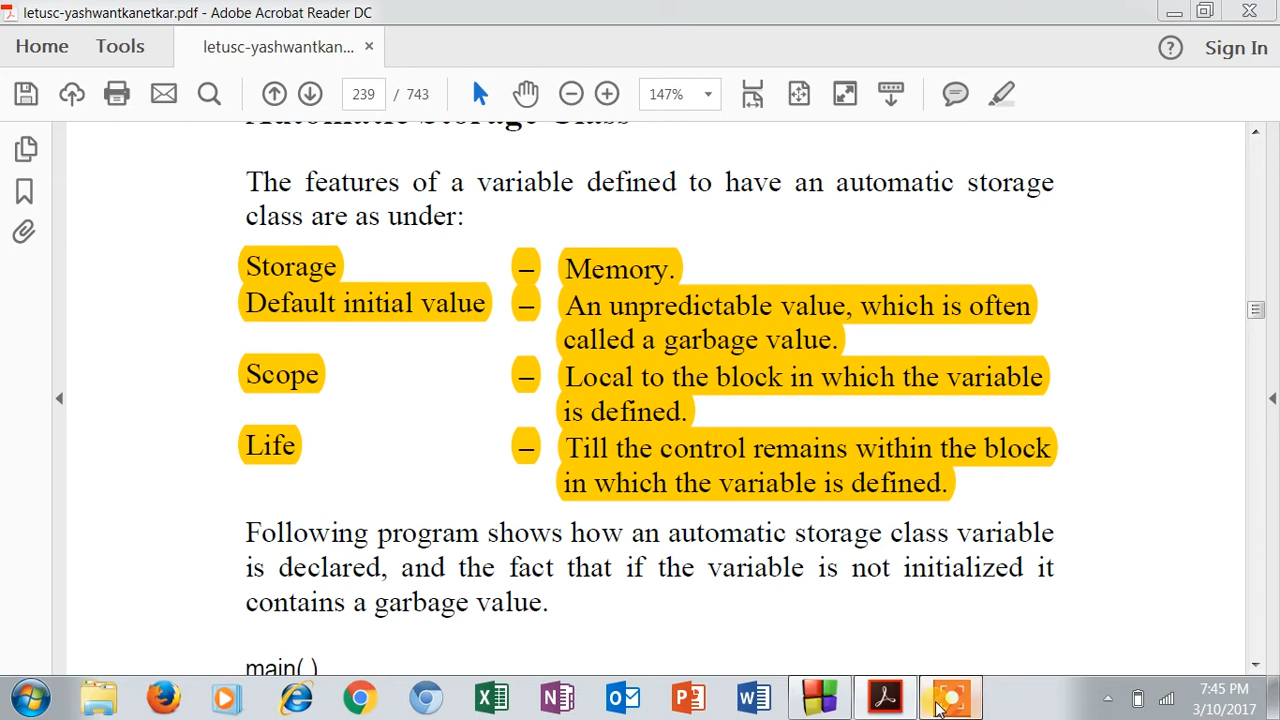 letusc-yashwantkanetkar.pdf - Adobe Acrobat Reader DC
Home Tools letusc-yashwantkan... × Sign In
239 / 743 147%
Automatic Storage Class
The features of a variable defined to have an automatic storage
class are as under:
Storage – Memory.
Default initial value – An unpredictable value, which is often
called a garbage value.
Scope – Local to the block in which the variable
is defined.
Life – Till the control remains within the block
in which the variable is defined.
Following program shows how an automatic storage class variable
is declared, and the fact that if the variable is not initialized it
contains a garbage value.
main( )
7:45 PM
3/10/2017